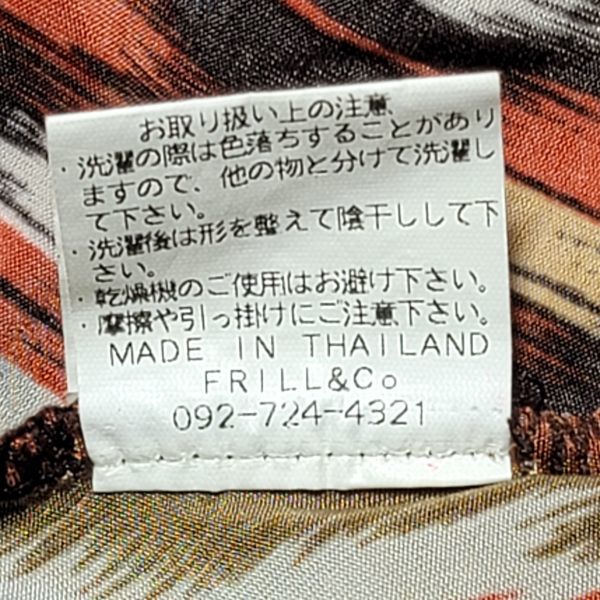 お取り扱い上の注意
・洗濯の際は色落ちすることがあり
ますので、他の物と分けて洗濯し
て下さい。
・洗濯後は形を整えて陰干しして下
さい。
・乾燥機のご使用はお避け下さい。
・摩擦や引っ掛けにご注意下さい。
MADE IN THAILAND
FRILL&Co
092-724-4321